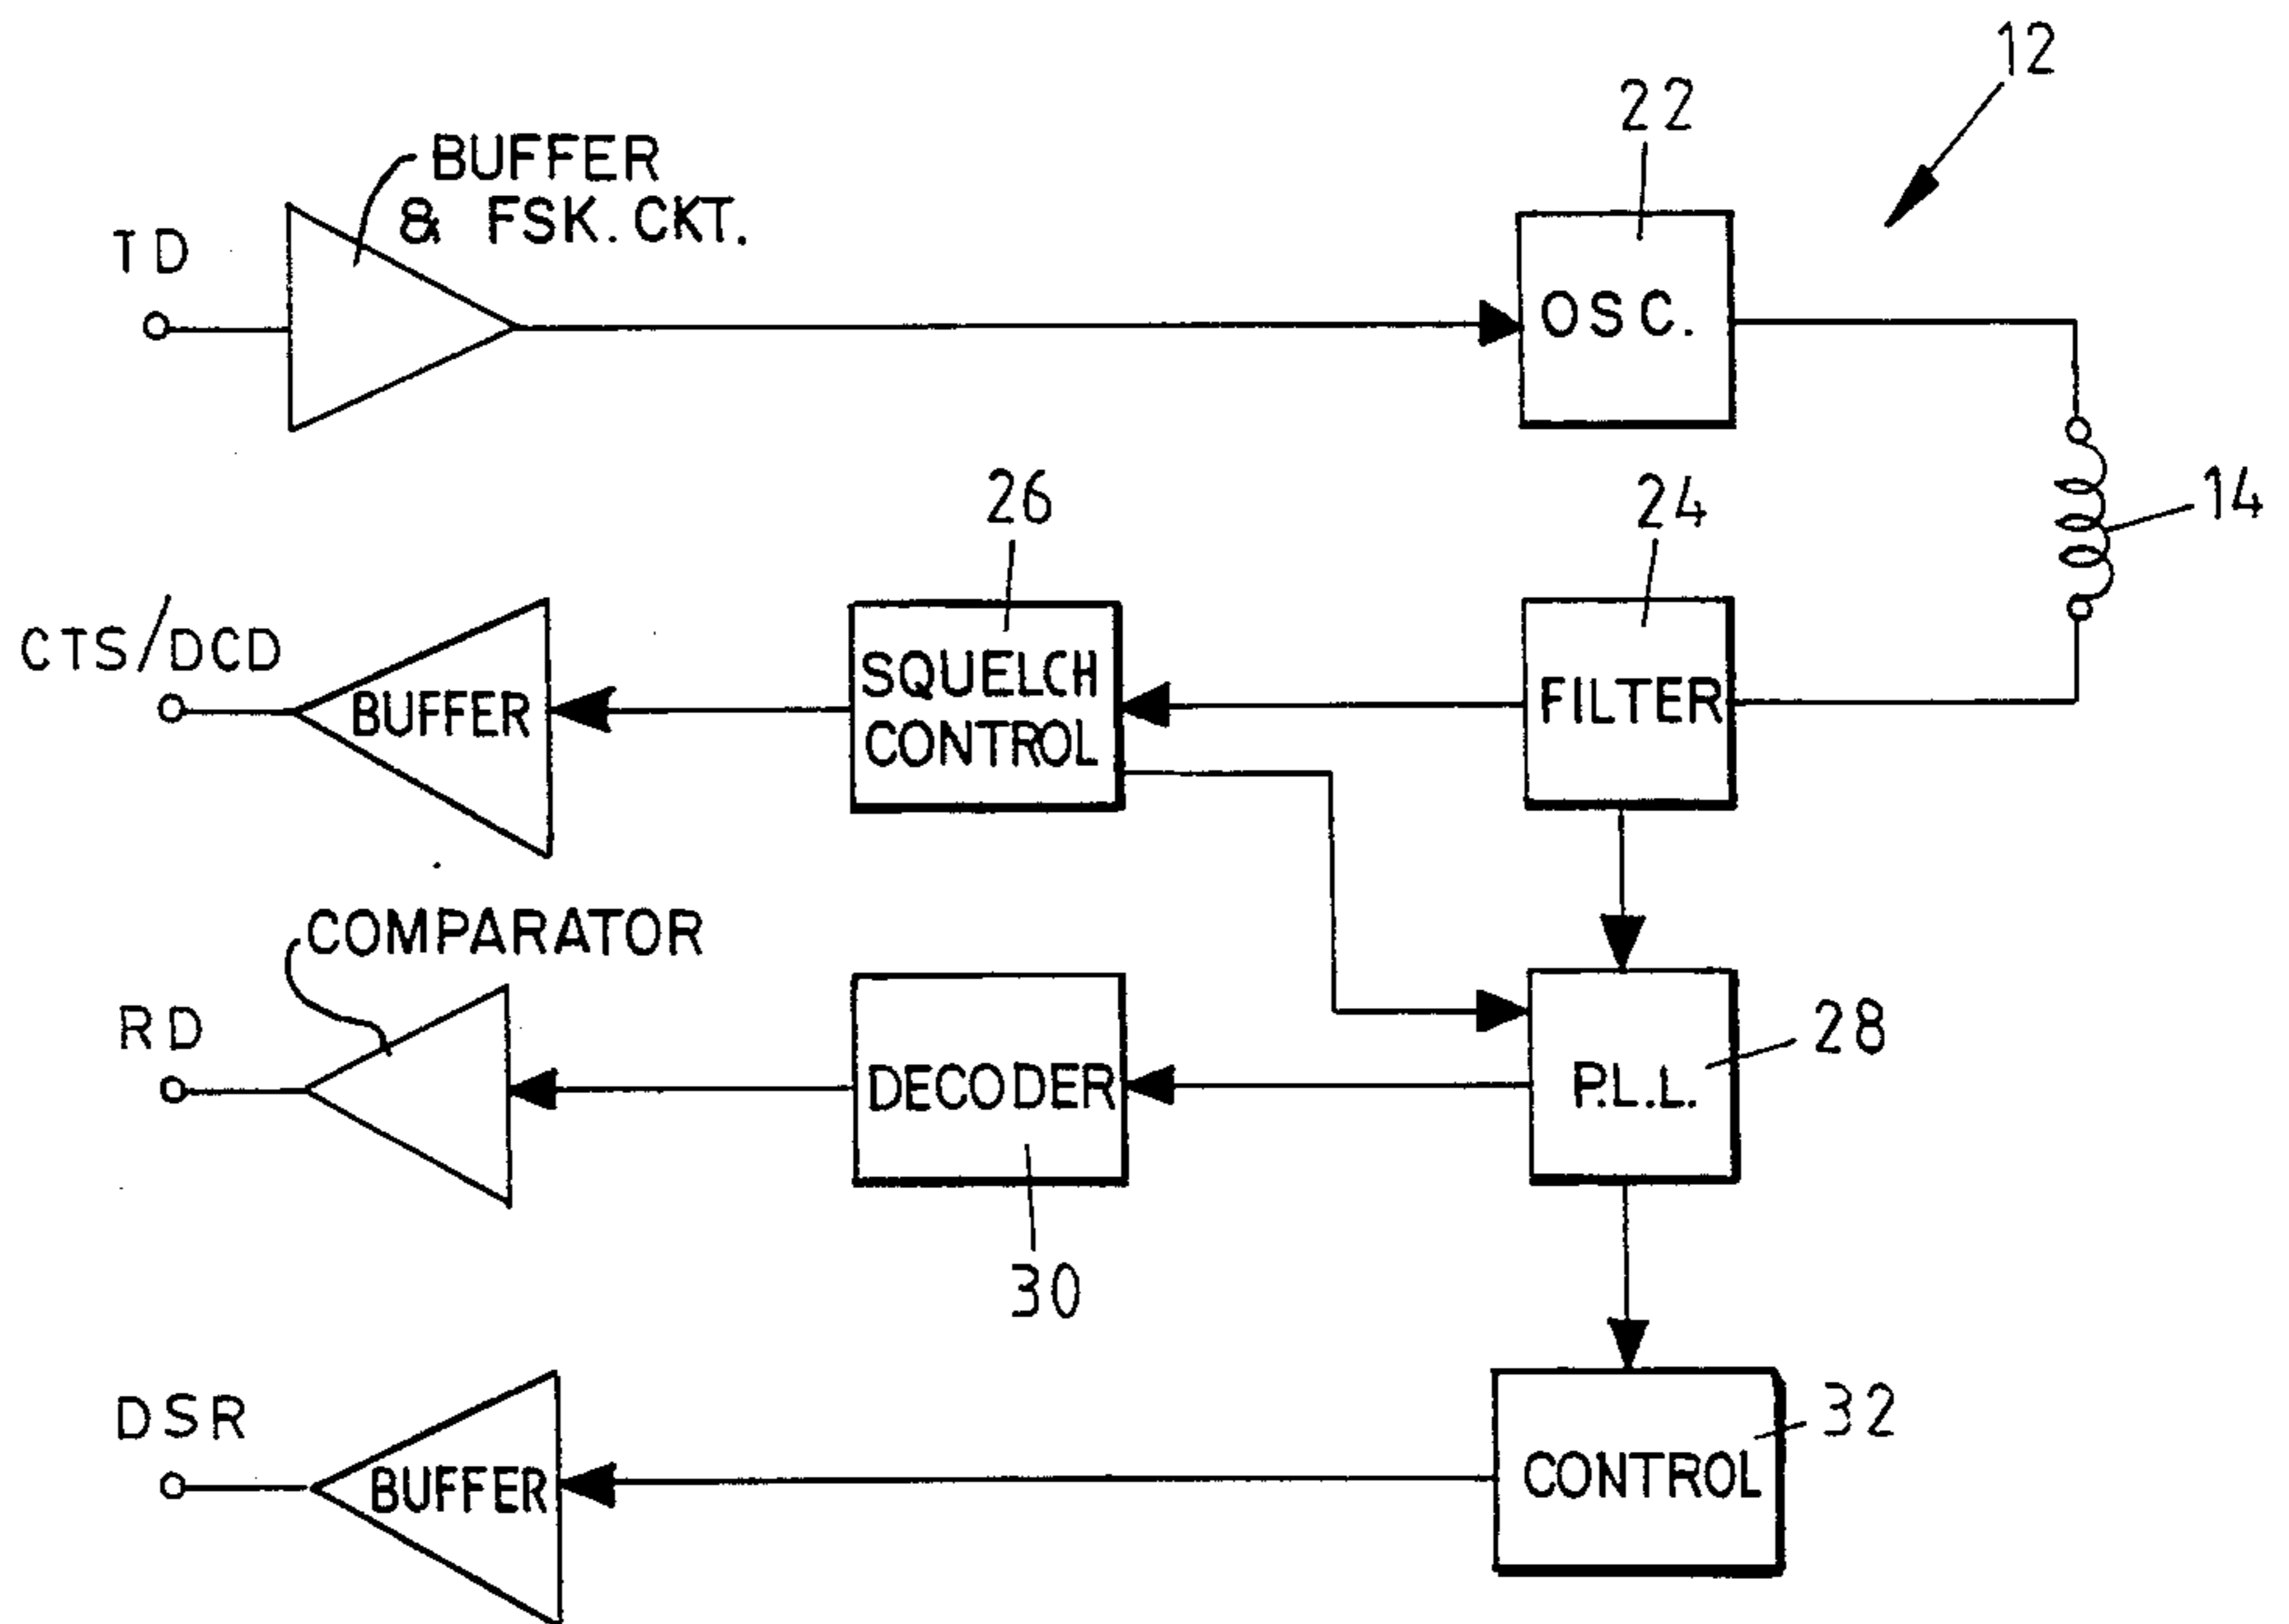 12
22
BUFFER
& FSK. CKT.
TD
OSC.
26
24
14
CTS/DCD
BUFFER
SQUELCH
CONTROL
FILTER
COMPARATOR
RD
DECODER
P.L.L.
28
30
DSR
BUFFER
CONTROL
32